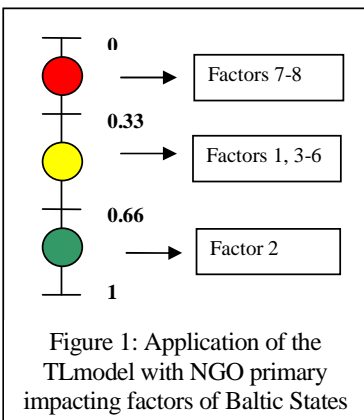 0
Factors 7-8
0.33
Factors 1, 3-6
0.66
Factor 2
1
Figure 1: Application of the
TLmodel with NGO primary
impacting factors of Baltic States